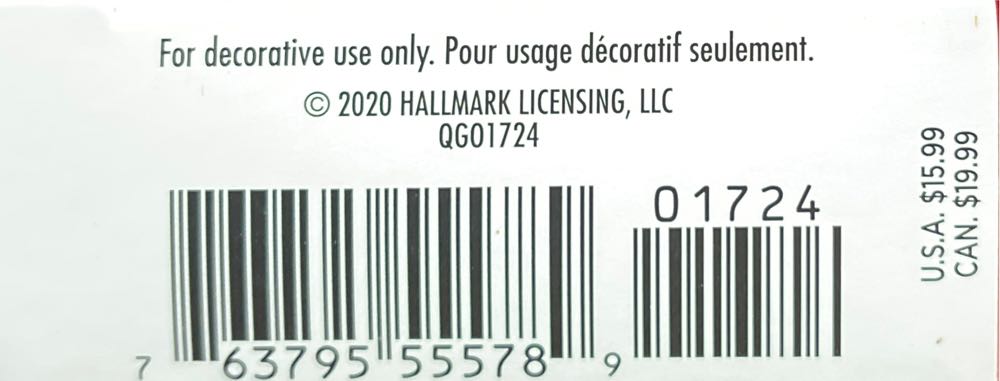 For decorative use only. Pour usage décoratif seulement.
© 2020 HALLMARK LICENSING, LLC
QGO1724
01724
7 63795 55578 9
U.S.A. $15.99
CAN. $19.99